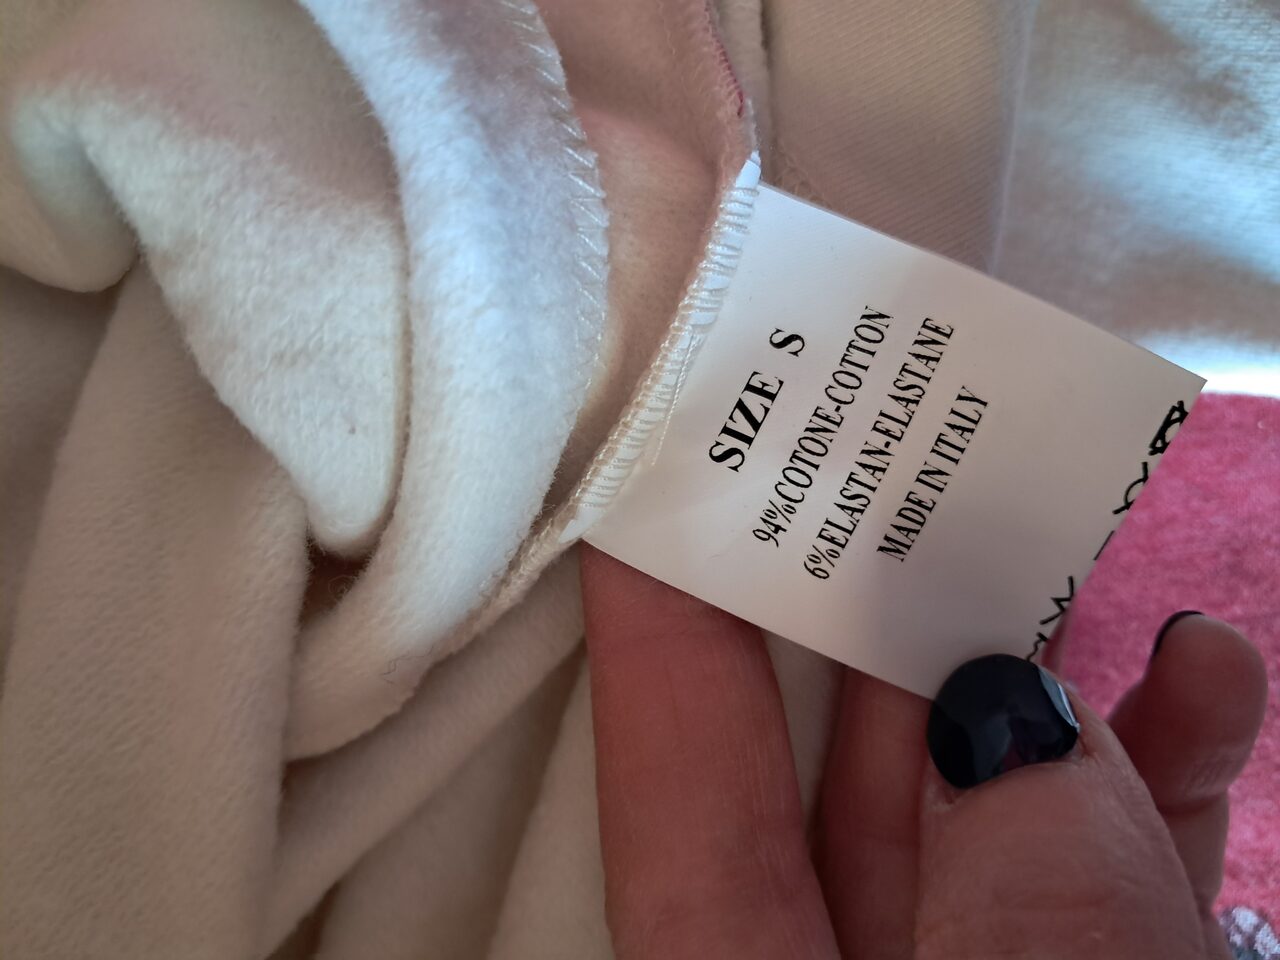 SIZE S
94%COTONE-COTTON
6%ELASTAN-ELASTANE
MADE IN ITALY